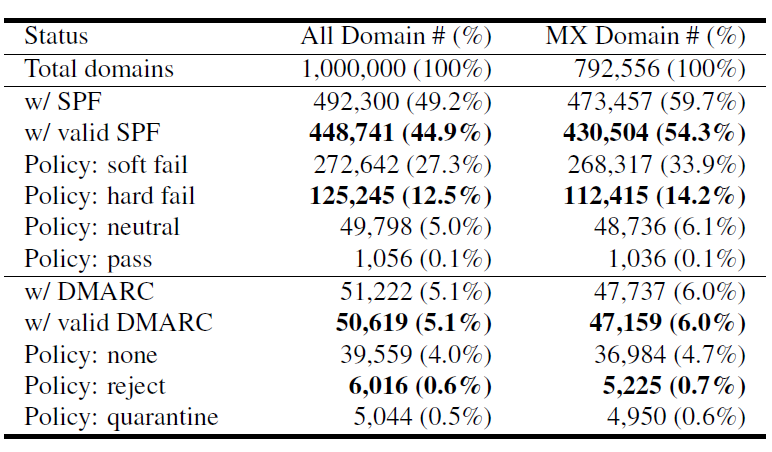 Status All Domain # (%) MX Domain # (%)
Total domains 1,000,000 (100%) 792,556 (100%)
w/ SPF 492,300 (49.2%) 473,457 (59.7%)
w/ valid SPF 448,741 (44.9%) 430,504 (54.3%)
Policy: soft fail 272,642 (27.3%) 268,317 (33.9%)
Policy: hard fail 125,245 (12.5%) 112,415 (14.2%)
Policy: neutral 49,798 (5.0%) 48,736 (6.1%)
Policy: pass 1,056 (0.1%) 1,036 (0.1%)
w/ DMARC 51,222 (5.1%) 47,737 (6.0%)
w/ valid DMARC 50,619 (5.1%) 47,159 (6.0%)
Policy: none 39,559 (4.0%) 36,984 (4.7%)
Policy: reject 6,016 (0.6%) 5,225 (0.7%)
Policy: quarantine 5,044 (0.5%) 4,950 (0.6%)